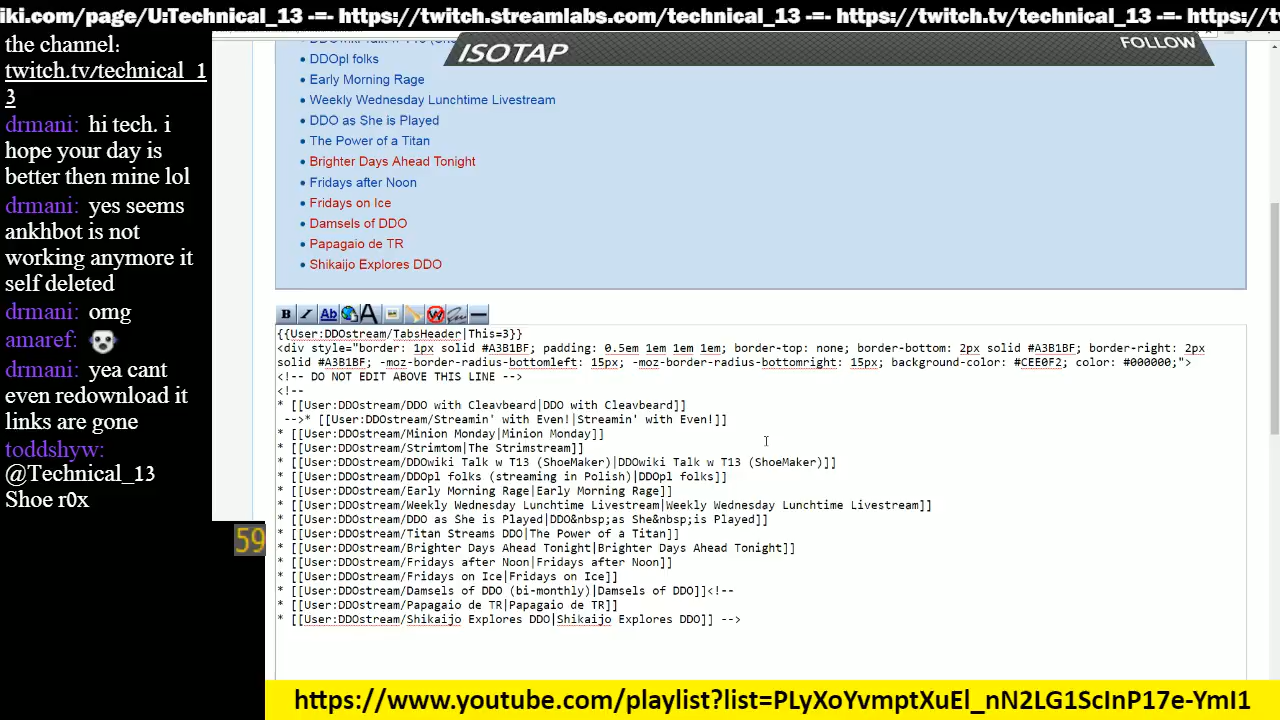 iki.com/page/U:Technical_13 -=- https://twitch.streamlabs.com/technical_13 -=- https://twitch.tv/technical_13 -=- https://t
the channel:
twitch.tv/technical_1
3
drmani: hi tech. i
hope your day is
better then mine lol
drmani: yes seems
ankhbot is not
working anymore it
self deleted
drmani: omg
amaref:
drmani: yea cant
even redownload it
links are gone
toddshyw:
@Technical_13
Shoe r0x
59
ISOTAP
FOLLOW
DDOpl folks
Early Morning Rage
Weekly Wednesday Lunchtime Livestream
DDO as She is Played
The Power of a Titan
Brighter Days Ahead Tonight
Fridays after Noon
Fridays on Ice
Damsels of DDO
Papagaio de TR
Shikaijo Explores DDO
B I Ab A W
{{User:DDOstream/TabsHeader|This=3}}
<div style="border: 1px solid #A3B1BF; padding: 0.5em 1em 1em 1em; border-top: none; border-bottom: 2px solid #A3B1BF; border-right: 2px
solid #A3B1BF; -moz-border-radius-bottomleft: 15px; -moz-border-radius-bottomright: 15px; background-color: #CEE0F2; color: #000000;">
<!-- DO NOT EDIT ABOVE THIS LINE -->
<!--
* [[User:DDOstream/DDO with Cleavbeard|DDO with Cleavbeard]]
-->* [[User:DDOstream/Streamin' with Even!|Streamin' with Even!]]
* [[User:DDOstream/Minion Monday|Minion Monday]]
* [[User:DDOstream/Strimtom|The Strimstream]]
* [[User:DDOstream/DDOwiki Talk w T13 (ShoeMaker)|DDOwiki Talk w T13 (ShoeMaker)]]
* [[User:DDOstream/DDOpl folks (streaming in Polish)|DDOpl folks]]
* [[User:DDOstream/Early Morning Rage|Early Morning Rage]]
* [[User:DDOstream/Weekly Wednesday Lunchtime Livestream|Weekly Wednesday Lunchtime Livestream]]
* [[User:DDOstream/DDO as She is Played|DDO&nbsp;as She&nbsp;is Played]]
* [[User:DDOstream/Titan Streams DDO|The Power of a Titan]]
* [[User:DDOstream/Brighter Days Ahead Tonight|Brighter Days Ahead Tonight]]
* [[User:DDOstream/Fridays after Noon|Fridays after Noon]]
* [[User:DDOstream/Fridays on Ice|Fridays on Ice]]
* [[User:DDOstream/Damsels of DDO (bi-monthly)|Damsels of DDO]]<!--
* [[User:DDOstream/Papagaio de TR|Papagaio de TR]]
* [[User:DDOstream/Shikaijo Explores DDO|Shikaijo Explores DDO]] -->
https://www.youtube.com/playlist?list=PLyXoYvmptXuEl_nN2LG1ScInP17e-YmI1